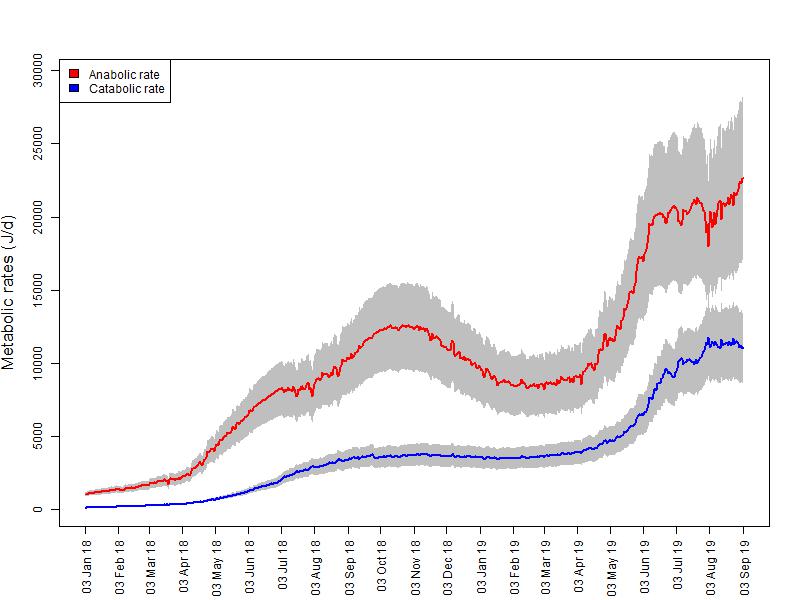 Anabolic rate
Catabolic rate
Metabolic rates (J/d)
30000
25000
20000
15000
10000
5000
0
03 Jan 18
03 Feb 18
03 Mar 18
03 Apr 18
03 May 18
03 Jun 18
03 Jul 18
03 Aug 18
03 Sep 18
03 Oct 18
03 Nov 18
03 Dec 18
03 Jan 19
03 Feb 19
03 Mar 19
03 Apr 19
03 May 19
03 Jun 19
03 Jul 19
03 Aug 19
03 Sep 19